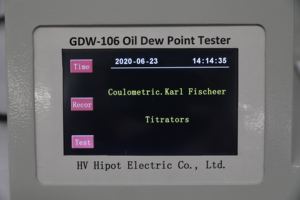 GDW-106 Oil Dew Point Tester
Time 2020-06-23 14:14:35
Coulometric.Karl Fischeer
Recor
Titrators
Test
HV Hipot Electric Co., Ltd.